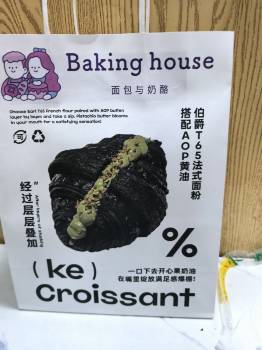 Baking house
面包与奶酪
Choose Earl T65 French flour paired with AOP butter,
layer by layer and take a sip. Pistachio butter blooms
in your mouth for a satisfying sensation!
伯爵T65法式面粉
搭配AOP黄油
经过层层叠加
%
一口下去开心果奶油
在嘴里绽放满足感爆棚!
(ke)
Croissant